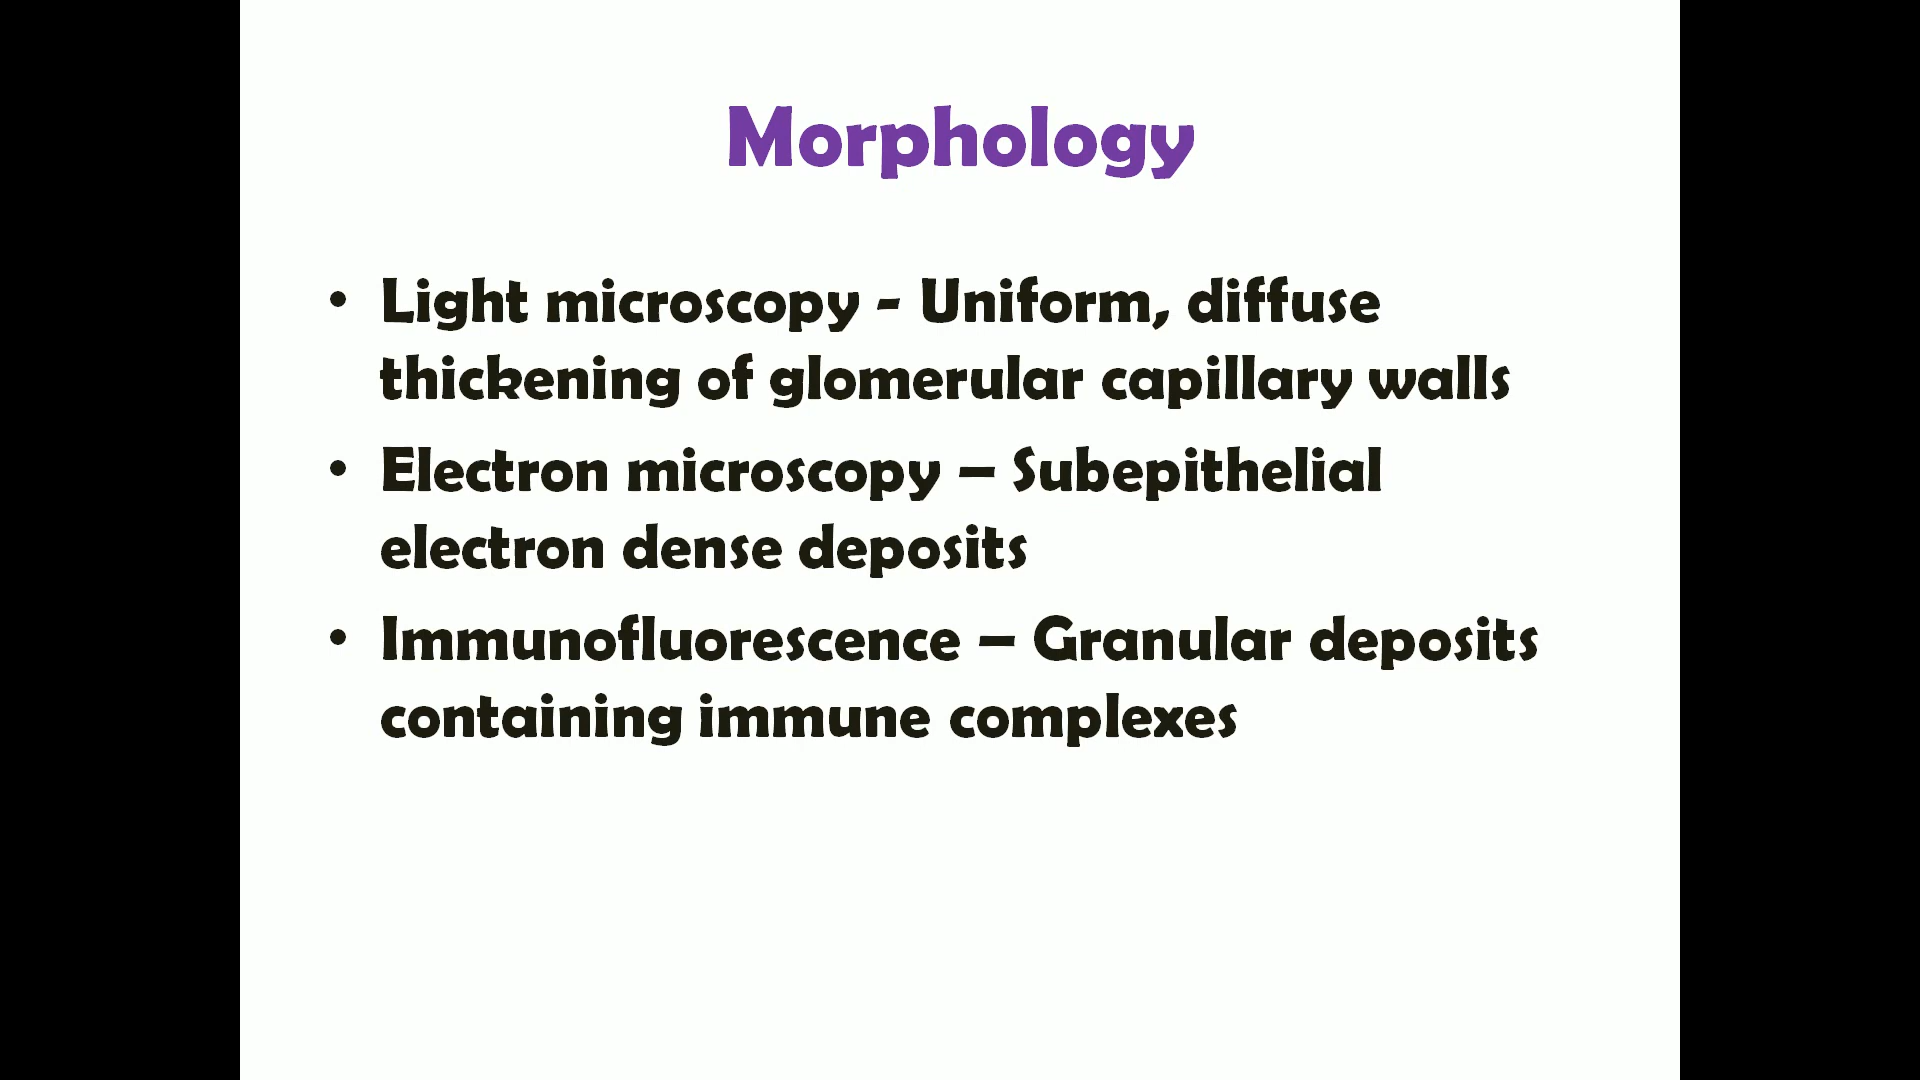 Morphology
• Light microscopy - Uniform, diffuse
thickening of glomerular capillary walls
• Electron microscopy – Subepithelial
electron dense deposits
• Immunofluorescence – Granular deposits
containing immune complexes